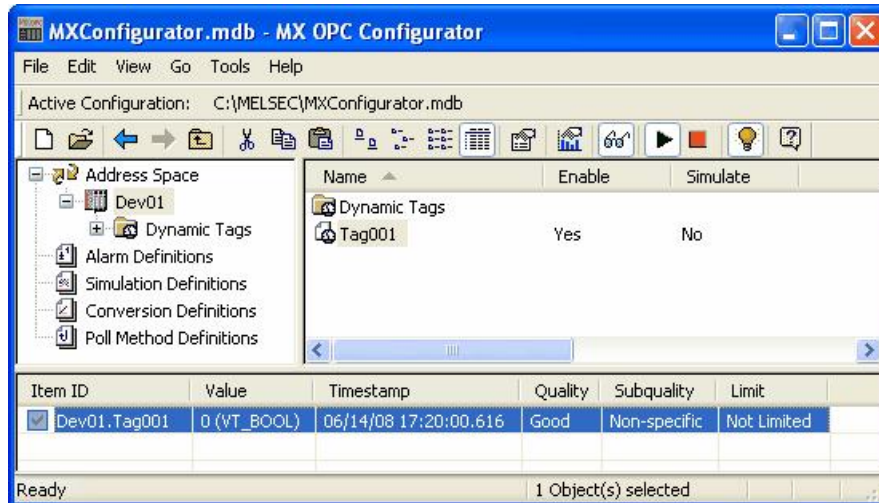 MXConfigurator.mdb - MX OPC Configurator
File Edit View Go Tools Help
Active Configuration: C:\MELSEC\MXConfigurator.mdb
Address Space
Dev01
Dynamic Tags
Alarm Definitions
Simulation Definitions
Conversion Definitions
Poll Method Definitions
Name Enable Simulate
Dynamic Tags
Tag001 Yes No
Item ID Value Timestamp Quality Subquality Limit
Dev01.Tag001 0 (VT_BOOL) 06/14/08 17:20:00.616 Good Non-specific Not Limited
Ready 1 Object(s) selected